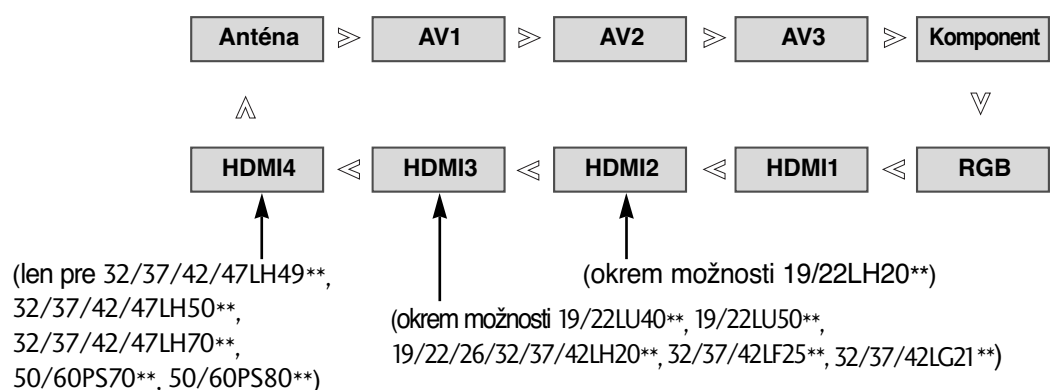 Anténa
AV1
AV2
AV3
Komponent
HDMI4
HDMI3
HDMI2
HDMI1
RGB
(len pre 32/37/42/47LH49**,
32/37/42/47LH50**,
32/37/42/47LH70**,
50/60PS70**, 50/60PS80**)
(okrem možnosti 19/22LU40**, 19/22LU50**,
19/22/26/32/37/42LH20**, 32/37/42LF25**, 32/37/42LG21**)
(okrem možnosti 19/22LH20**)